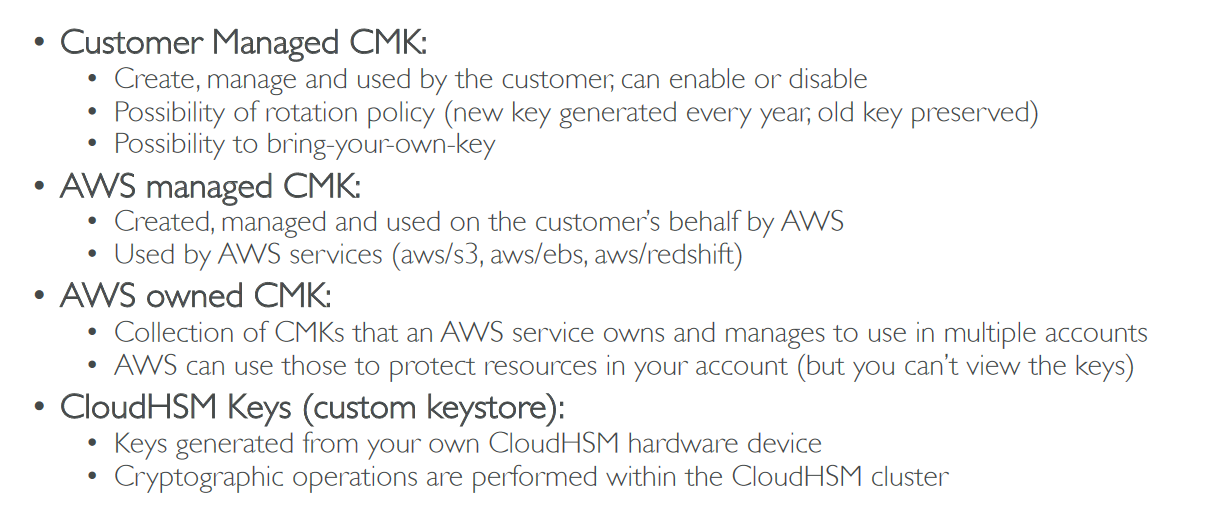 • Customer Managed CMK:
• Create, manage and used by the customer, can enable or disable
• Possibility of rotation policy (new key generated every year, old key preserved)
• Possibility to bring-your-own-key
• AWS managed CMK:
• Created, managed and used on the customer's behalf by AWS
• Used by AWS services (aws/s3, aws/ebs, aws/redshift)
• AWS owned CMK:
• Collection of CMKs that an AWS service owns and manages to use in multiple accounts
• AWS can use those to protect resources in your account (but you can't view the keys)
• CloudHSM Keys (custom keystore):
• Keys generated from your own CloudHSM hardware device
• Cryptographic operations are performed within the CloudHSM cluster